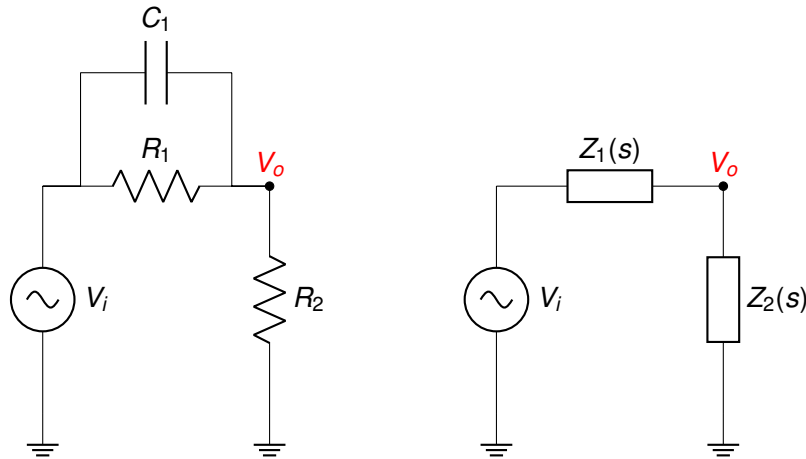 C₁
R₁
Vₒ
Vᵢ
R₂
Z₁(s)
Vₒ
Vᵢ
Z₂(s)